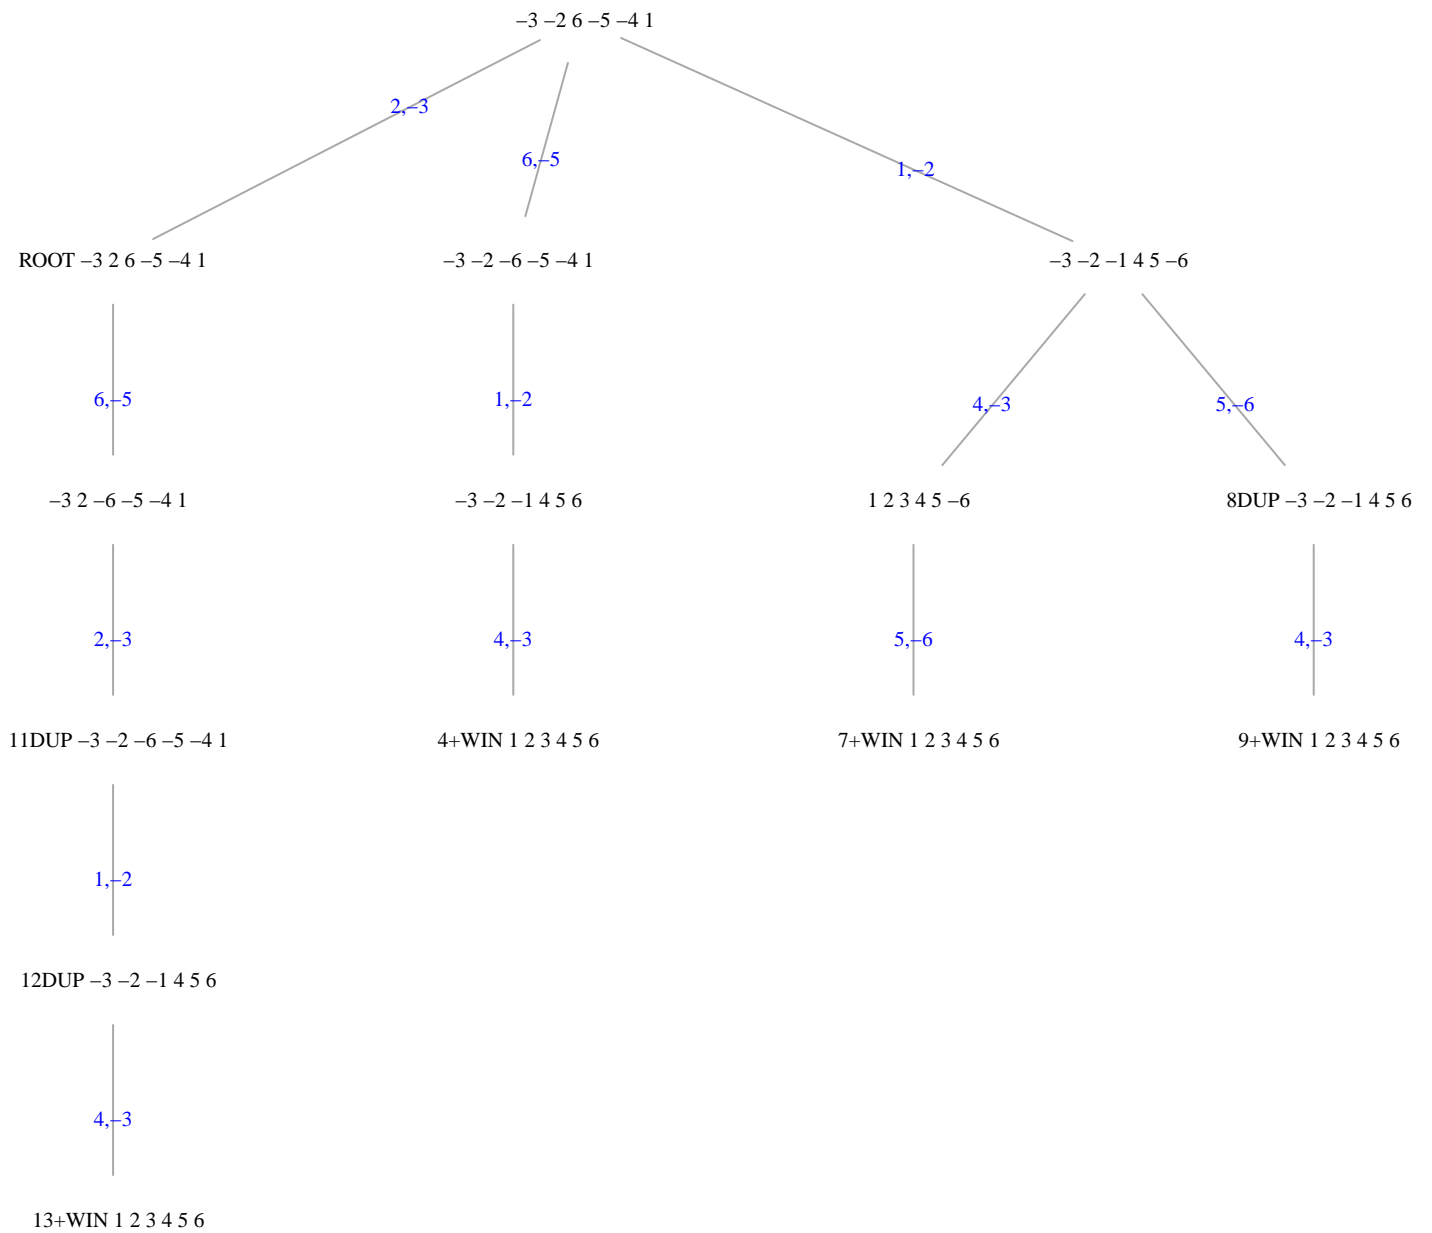 –3 –2 6 –5 –4 1
2,–3
6,–5
1,–2
ROOT –3 2 6 –5 –4 1
–3 –2 –6 –5 –4 1
–3 –2 –1 4 5 –6
6,–5
1,–2
4,–3
5,–6
–3 2 –6 –5 –4 1
–3 –2 –1 4 5 6
1 2 3 4 5 –6
8DUP –3 –2 –1 4 5 6
2,–3
4,–3
5,–6
4,–3
11DUP –3 –2 –6 –5 –4 1
4+WIN 1 2 3 4 5 6
7+WIN 1 2 3 4 5 6
9+WIN 1 2 3 4 5 6
1,–2
12DUP –3 –2 –1 4 5 6
4,–3
13+WIN 1 2 3 4 5 6